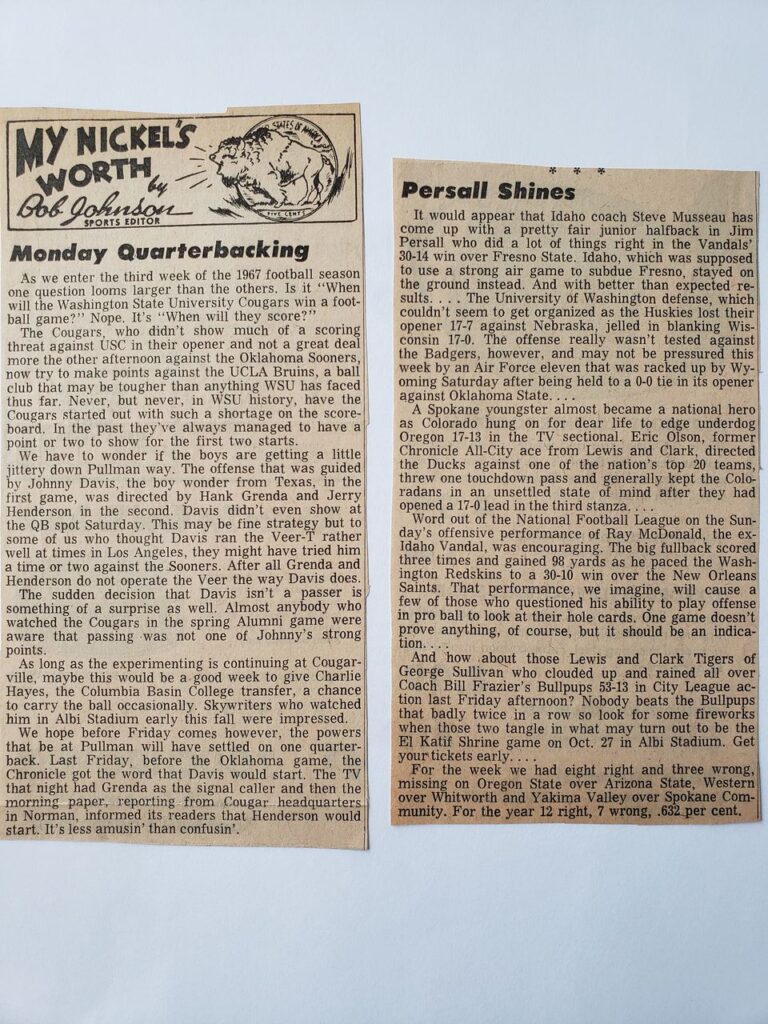 MY NICKEL'S
WORTH
by
Bob Johnson
SPORTS EDITOR
FIVE CENTS
Monday Quarterbacking
As we enter the third week of the 1967 football season
one question looms larger than the others. Is it "When
will the Washington State University Cougars win a foot-
ball game?" Nope. It's "When will they score?"
The Cougars, who didn't show much of a scoring
threat against USC in their opener and not a great deal
more the other afternoon against the Oklahoma Sooners,
now try to make points against the UCLA Bruins, a ball
club that may be tougher than anything WSU has faced
thus far. Never, but never, in WSU history, have the
Cougars started out with such a shortage on the score-
board. In the past they've always managed to have a
point or two to show for the first two starts.
We have to wonder if the boys are getting a little
jittery down Pullman way. The offense that was guided
by Johnny Davis, the boy wonder from Texas, in the
first game, was directed by Hank Grenda and Jerry
Henderson in the second. Davis didn't even show at
the QB spot Saturday. This may be fine strategy but to
some of us who thought Davis ran the Veer-T rather
well at times in Los Angeles, they might have tried him
a time or two against the Sooners. After all Grenda and
Henderson do not operate the Veer the way Davis does.
The sudden decision that Davis isn't a passer is
something of a surprise as well. Almost anybody who
watched the Cougars in the spring Alumni game were
aware that passing was not one of Johnny's strong
points.
As long as the experimenting is continuing at Cougar-
ville, maybe this would be a good week to give Charlie
Hayes, the Columbia Basin College transfer, a chance
to carry the ball occasionally. Skywriters who watched
him in Albi Stadium early this fall were impressed.
We hope before Friday comes however, the powers
that be at Pullman will have settled on one quarter-
back. Last Friday, before the Oklahoma game, the
Chronicle got the word that Davis would start. The TV
that night had Grenda as the signal caller and then the
morning paper, reporting from Cougar headquarters
in Norman, informed its readers that Henderson would
start. It's less amusin' than confusin'.
* * *
Persall Shines
It would appear that Idaho coach Steve Musseau has
come up with a pretty fair junior halfback in Jim
Persall who did a lot of things right in the Vandals'
30-14 win over Fresno State. Idaho, which was supposed
to use a strong air game to subdue Fresno, stayed on
the ground instead. And with better than expected re-
sults. . . . The University of Washington defense, which
couldn't seem to get organized as the Huskies lost their
opener 17-7 against Nebraska, jelled in blanking Wis-
consin 17-0. The offense really wasn't tested against
the Badgers, however, and may not be pressured this
week by an Air Force eleven that was racked up by Wy-
oming Saturday after being held to a 0-0 tie in its opener
against Oklahoma State. . . .
A Spokane youngster almost became a national hero
as Colorado hung on for dear life to edge underdog
Oregon 17-13 in the TV sectional. Eric Olson, former
Chronicle All-City ace from Lewis and Clark, directed
the Ducks against one of the nation's top 20 teams,
threw one touchdown pass and generally kept the Colo-
radans in an unsettled state of mind after they had
opened a 17-0 lead in the third stanza. . . .
Word out of the National Football League on the Sun-
day's offensive performance of Ray McDonald, the ex-
Idaho Vandal, was encouraging. The big fullback scored
three times and gained 98 yards as he paced the Wash-
ington Redskins to a 30-10 win over the New Orleans
Saints. That performance, we imagine, will cause a
few of those who questioned his ability to play offense
in pro ball to look at their hole cards. One game doesn't
prove anything, of course, but it should be an indica-
tion. . . .
And how about those Lewis and Clark Tigers of
George Sullivan who clouded up and rained all over
Coach Bill Frazier's Bullpups 53-13 in City League ac-
tion last Friday afternoon? Nobody beats the Bullpups
that badly twice in a row so look for some fireworks
when those two tangle in what may turn out to be the
El Katif Shrine game on Oct. 27 in Albi Stadium. Get
your tickets early. . . .
For the week we had eight right and three wrong,
missing on Oregon State over Arizona State, Western
over Whitworth and Yakima Valley over Spokane Com-
munity. For the year 12 right, 7 wrong, .632 per cent.